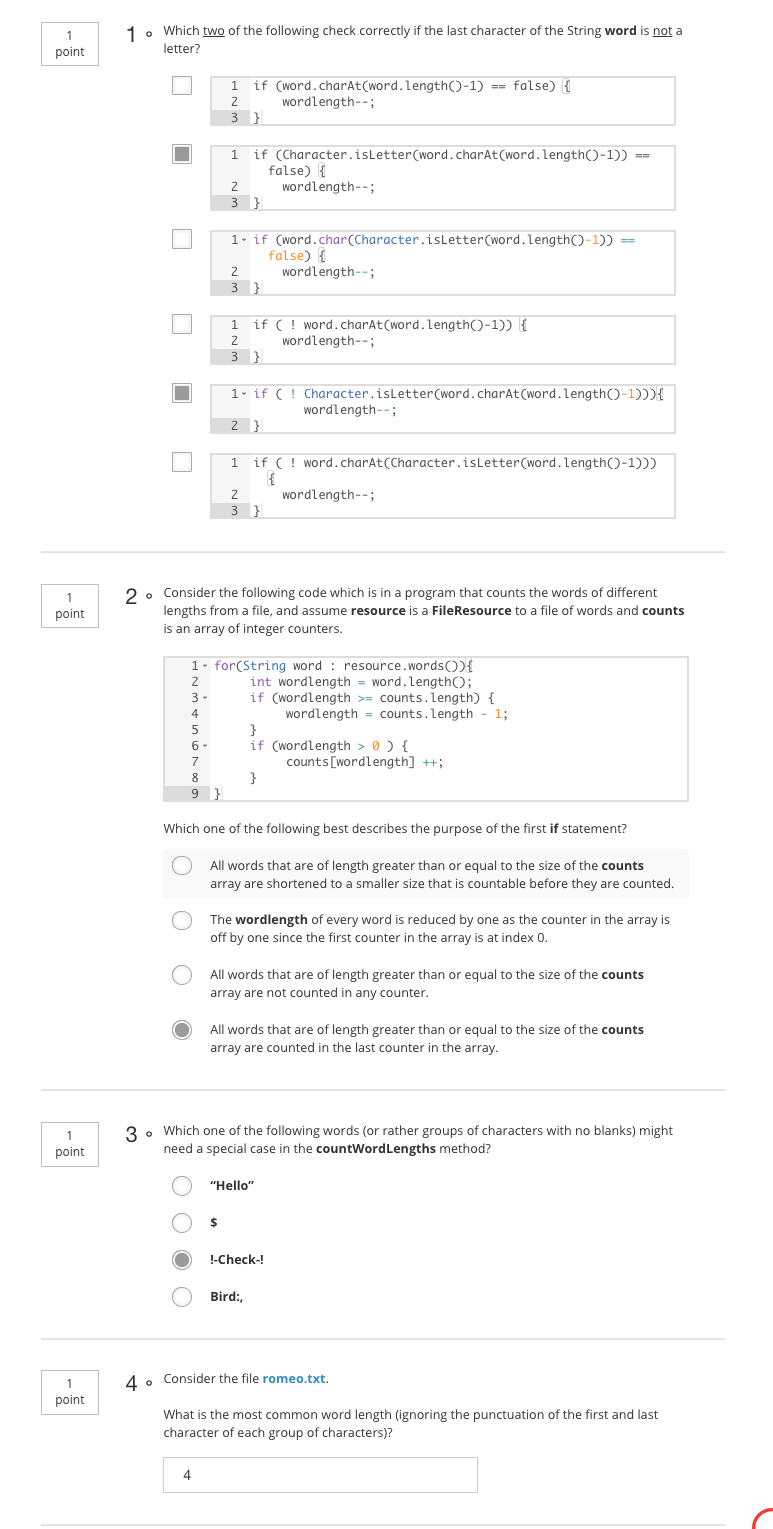 1
point
1. Which two of the following check correctly if the last character of the String word is not a
letter?
1 if (word.charAt(word.length()-1) == false) {
2 wordlength--;
3 }
1 if (Character.isLetter(word.charAt(word.length()-1)) ==
false) {
2 wordlength--;
3 }
1 if (word.char(Character.isLetter(word.length()-1)) ==
false) {
2 wordlength--;
3 }
1 if ( ! word.charAt(word.length()-1)) {
2 wordlength--;
3 }
1 if ( ! Character.isLetter(word.charAt(word.length()-1))){
wordlength--;
2 }
1 if ( ! word.charAt(Character.isLetter(word.length()-1)))
{
2 wordlength--;
3 }
1
point
2. Consider the following code which is in a program that counts the words of different
lengths from a file, and assume resource is a FileResource to a file of words and counts
is an array of integer counters.
1 for(String word : resource.words()){
2 int wordlength = word.length();
3 if (wordlength >= counts.length) {
4 wordlength = counts.length - 1;
5 }
6 if (wordlength > 0 ) {
7 counts[wordlength] ++;
8 }
9 }
Which one of the following best describes the purpose of the first if statement?
All words that are of length greater than or equal to the size of the counts
array are shortened to a smaller size that is countable before they are counted.
The wordlength of every word is reduced by one as the counter in the array is
off by one since the first counter in the array is at index 0.
All words that are of length greater than or equal to the size of the counts
array are not counted in any counter.
All words that are of length greater than or equal to the size of the counts
array are counted in the last counter in the array.
1
point
3. Which one of the following words (or rather groups of characters with no blanks) might
need a special case in the countWordLengths method?
“Hello”
$
!-Check-!
Bird:,
1
point
4. Consider the file romeo.txt.
What is the most common word length (ignoring the punctuation of the first and last
character of each group of characters)?
4